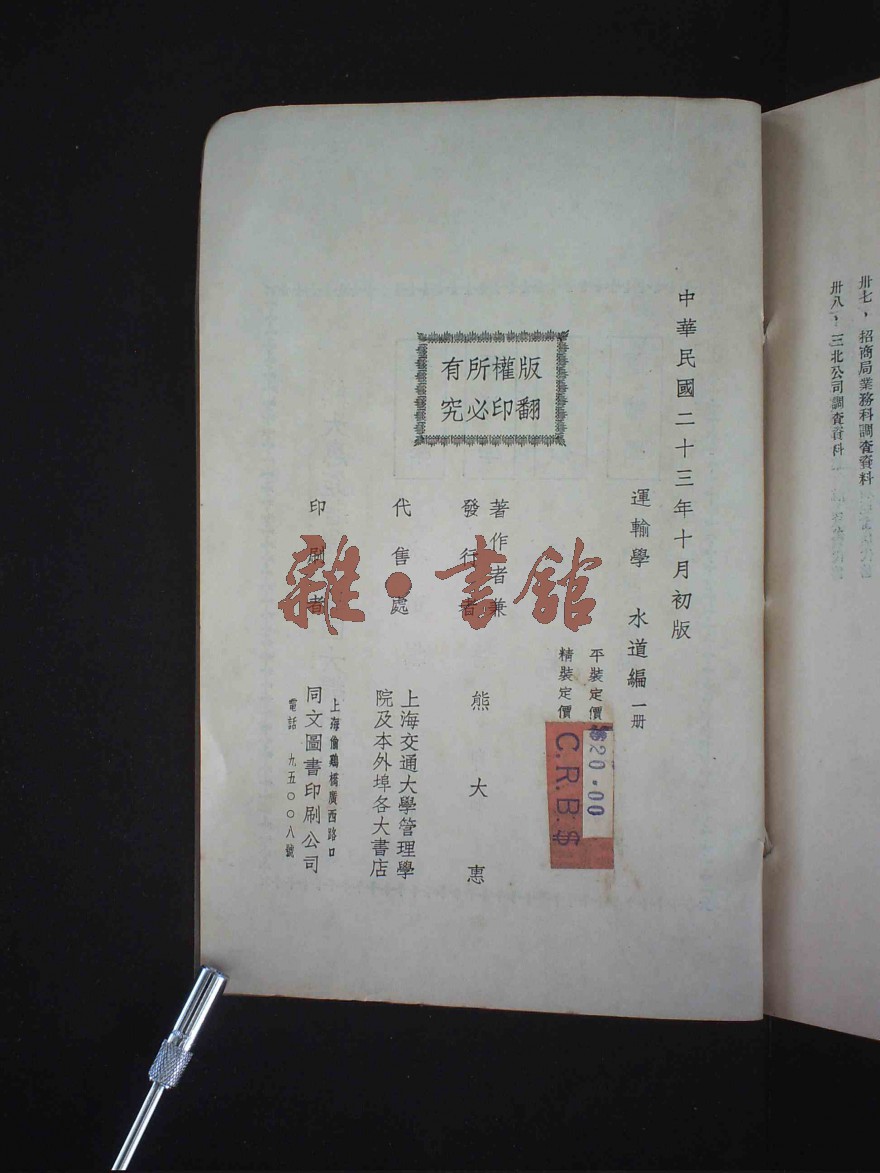 卅七，招商局業務科調查資料
卅八，三北公司調查資料
中華民國二十三年十月初版
運輸學　水道編一册
平裝定價
$20.00
精裝定價
C.R.B.$
版權所有
翻印必究
著作者兼
發行者
熊大惠
代售處
上海交通大學管理學
院及本外埠各大書店
印刷者
上海偷鷄橋廣西路口
同文圖書印刷公司
電話　九五〇〇八號
雜·書館